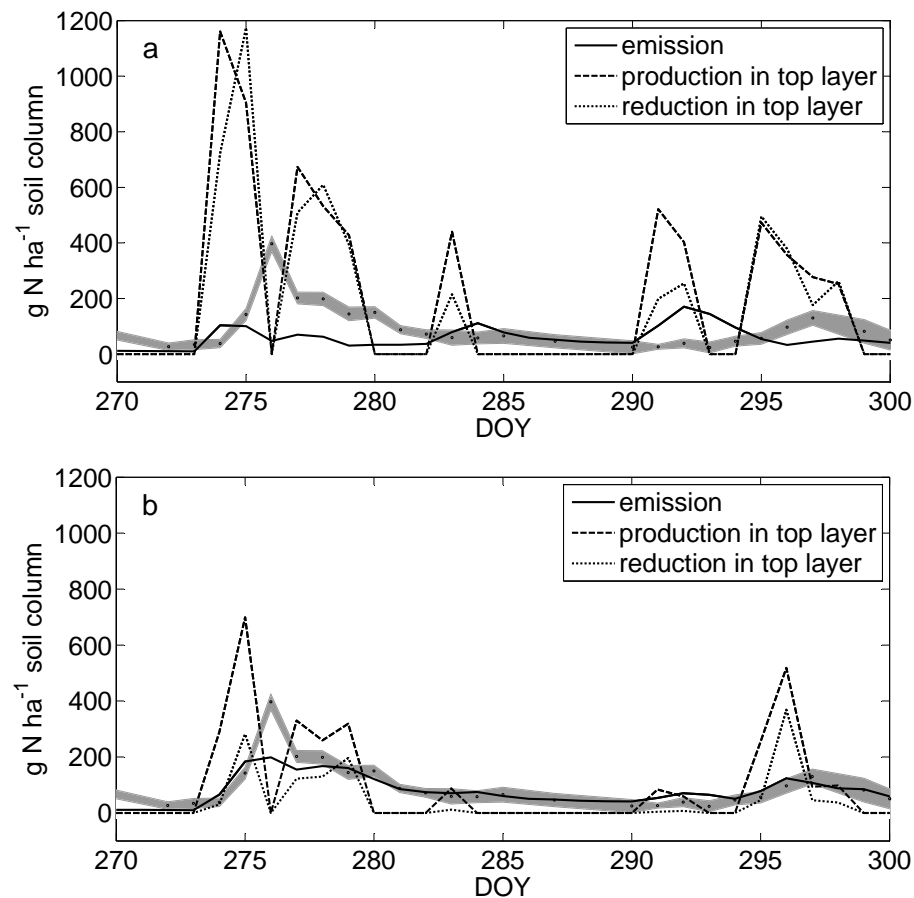 a
emission
production in top layer
reduction in top layer
1200
1000
800
600
400
200
0
g N ha⁻¹ soil column
270 275 280 285 290 295 300
DOY
b
emission
production in top layer
reduction in top layer
1200
1000
800
600
400
200
0
g N ha⁻¹ soil column
270 275 280 285 290 295 300
DOY